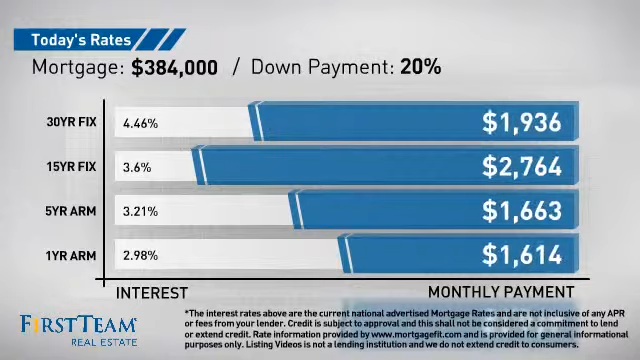 Today's Rates
Mortgage: $384,000 / Down Payment: 20%
30YR FIX 4.46% $1,936
15YR FIX 3.6% $2,764
5YR ARM 3.21% $1,663
1YR ARM 2.98% $1,614
INTEREST MONTHLY PAYMENT
FIRSTTEAM®
REAL ESTATE
*The interest rates above are the current national advertised Mortgage Rates and are not inclusive of any APR
or fees from your lender. Credit is subject to approval and this shall not be considered a commitment to lend
or extend credit. Rate information provided by www.mortgagefit.com and is provided for general informational
purposes only. Listing Videos is not a lending institution and we do not extend credit to consumers.